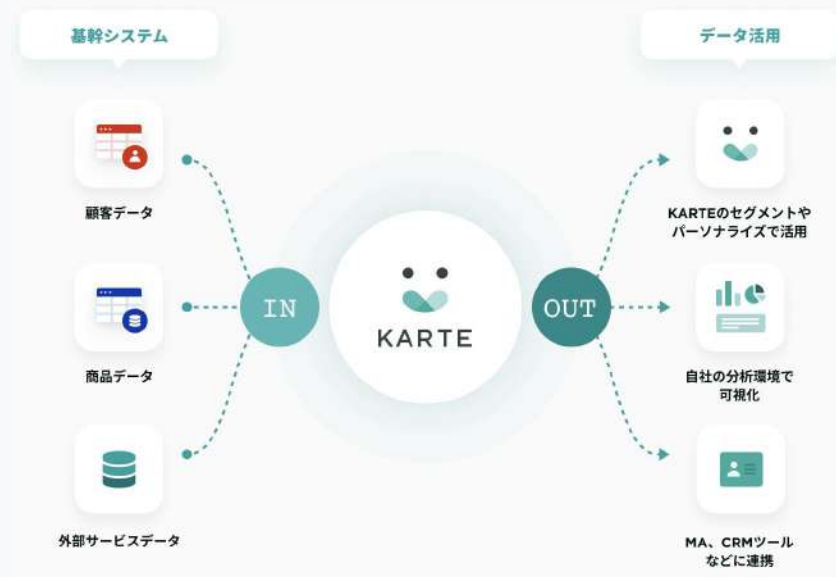 基幹システム
データ活用
顧客データ
KARTEのセグメントや
パーソナライズで活用
IN
KARTE
OUT
商品データ
自社の分析環境で
可視化
外部サービスデータ
MA、CRMツール
などに連携